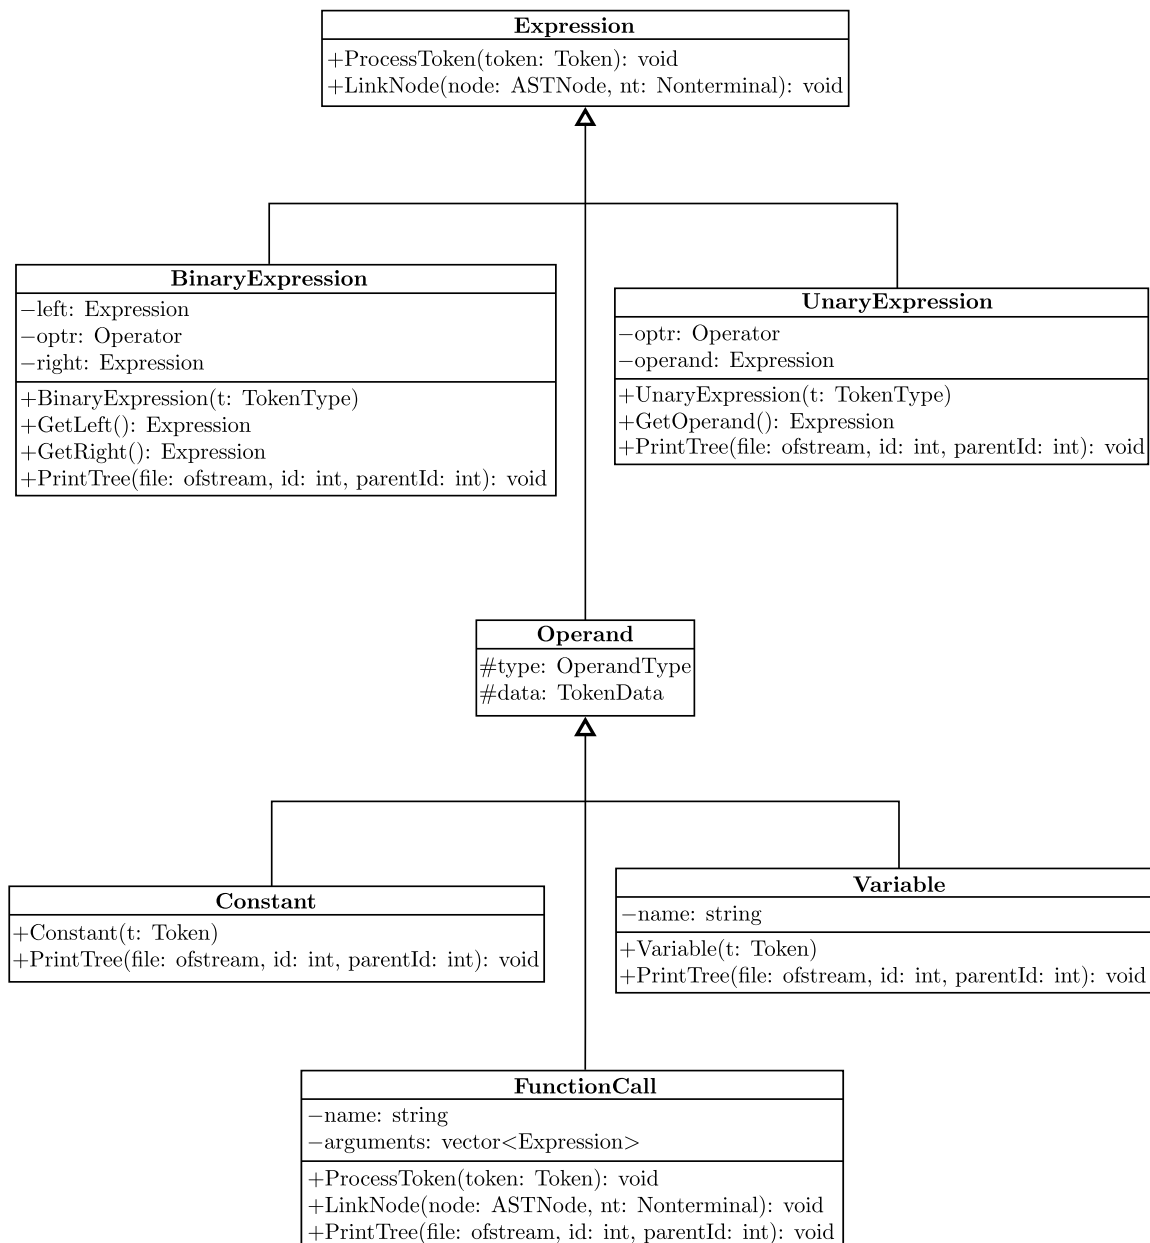 Expression
+ProcessToken(token: Token): void
+LinkNode(node: ASTNode, nt: Nonterminal): void
BinaryExpression
−left: Expression
−optr: Operator
−right: Expression
+BinaryExpression(t: TokenType)
+GetLeft(): Expression
+GetRight(): Expression
+PrintTree(file: ofstream, id: int, parentId: int): void
UnaryExpression
−optr: Operator
−operand: Expression
+UnaryExpression(t: TokenType)
+GetOperand(): Expression
+PrintTree(file: ofstream, id: int, parentId: int): void
Operand
#type: OperandType
#data: TokenData
Constant
+Constant(t: Token)
+PrintTree(file: ofstream, id: int, parentId: int): void
Variable
−name: string
+Variable(t: Token)
+PrintTree(file: ofstream, id: int, parentId: int): void
FunctionCall
−name: string
−arguments: vector<Expression>
+ProcessToken(token: Token): void
+LinkNode(node: ASTNode, nt: Nonterminal): void
+PrintTree(file: ofstream, id: int, parentId: int): void